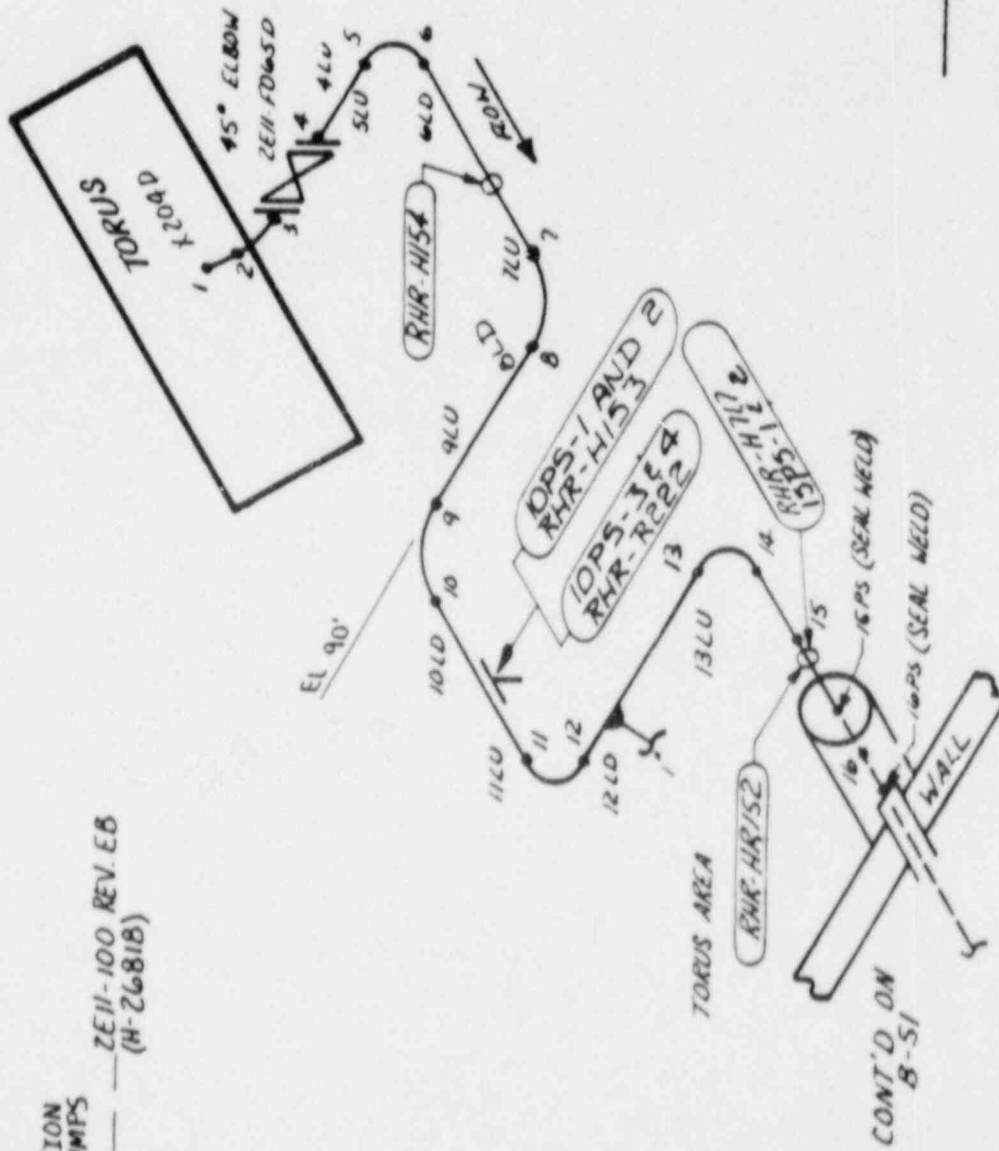 ION
MPS
2E11-100 REV. EB
(H-26818)
TORUS
X204D
45° ELBOW
2E11-F065D
1
2
3
4
4LU
5
5LU
6
6LD
FLOW
RHR-H154
7
7LU
8
8LD
9LU
9
EL 90'
10
10LD
10PS-1 AND 2
RHR-H153
10PS-3 & 4
RHR-R222
11LU
11
12
12LD
13
13LU
14
RHR-H717
15PS-1 & 2
15
16PS (SEAL WELD)
16PS (SEAL WELD)
16
WALL
RHR-HR152
TORUS AREA
CONT'D ON
B-51